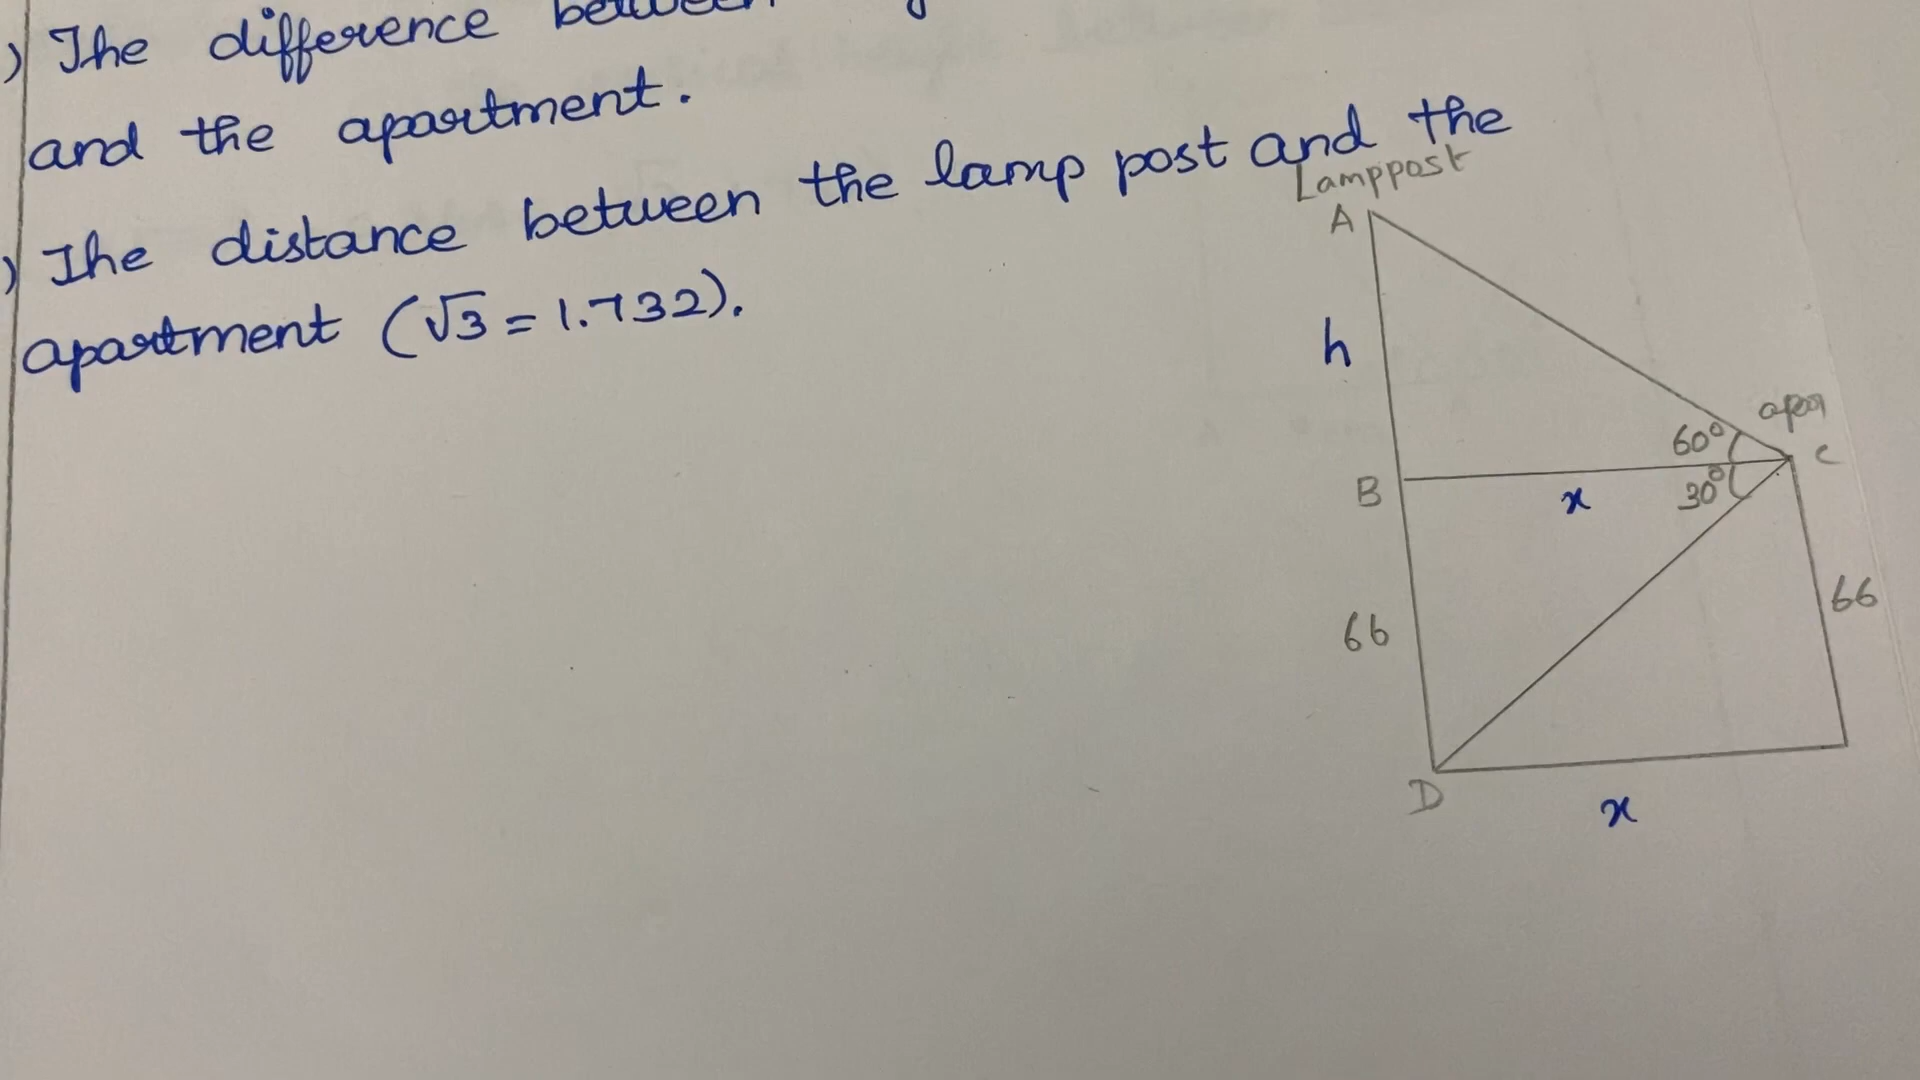 ) The difference between
and the apartment.
) The distance between the lamp post and the
apartment (√3 = 1.732).
Lamppost
A
h
60°
C
B
x
30°
66
66
D
x